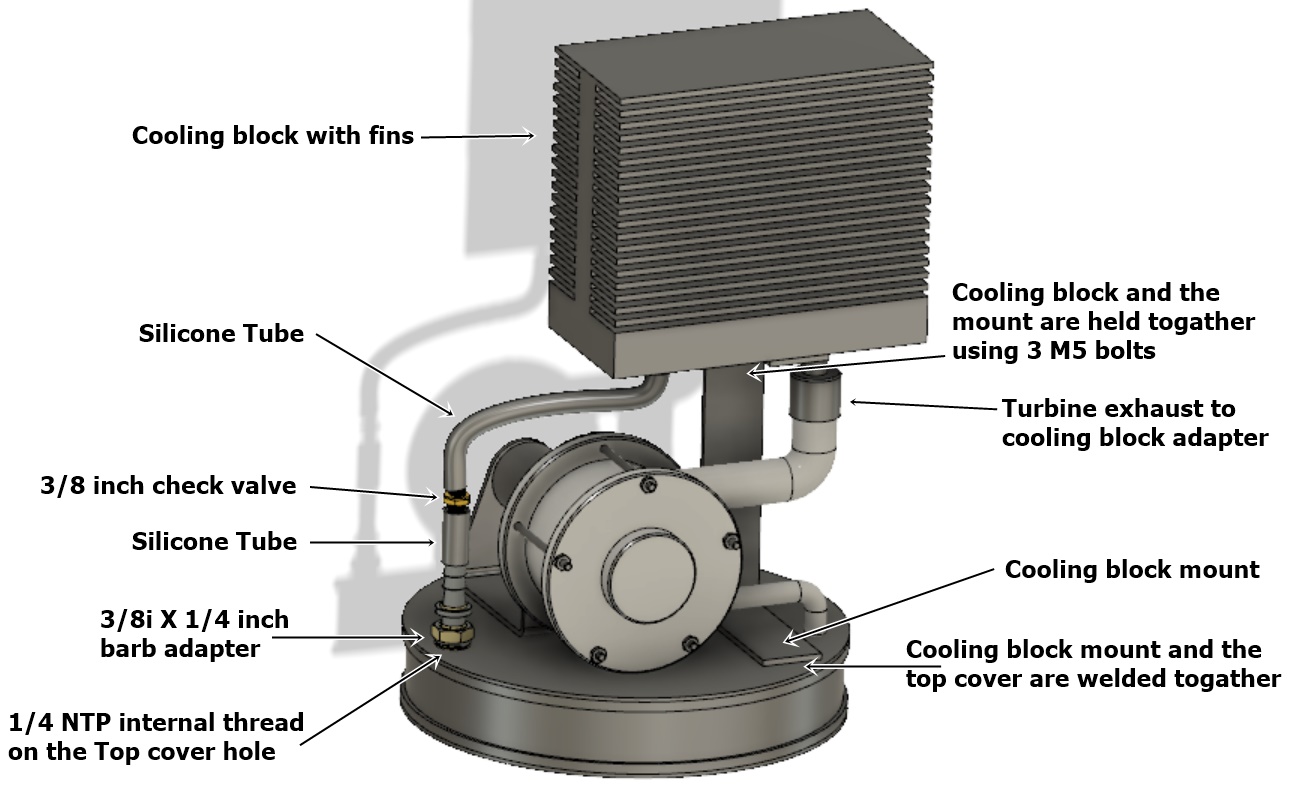 Cooling block with fins
Cooling block and the
mount are held togather
using 3 M5 bolts
Silicone Tube
Turbine exhaust to
cooling block adapter
3/8 inch check valve
Silicone Tube
Cooling block mount
3/8i X 1/4 inch
barb adapter
Cooling block mount and the
top cover are welded togather
1/4 NTP internal thread
on the Top cover hole